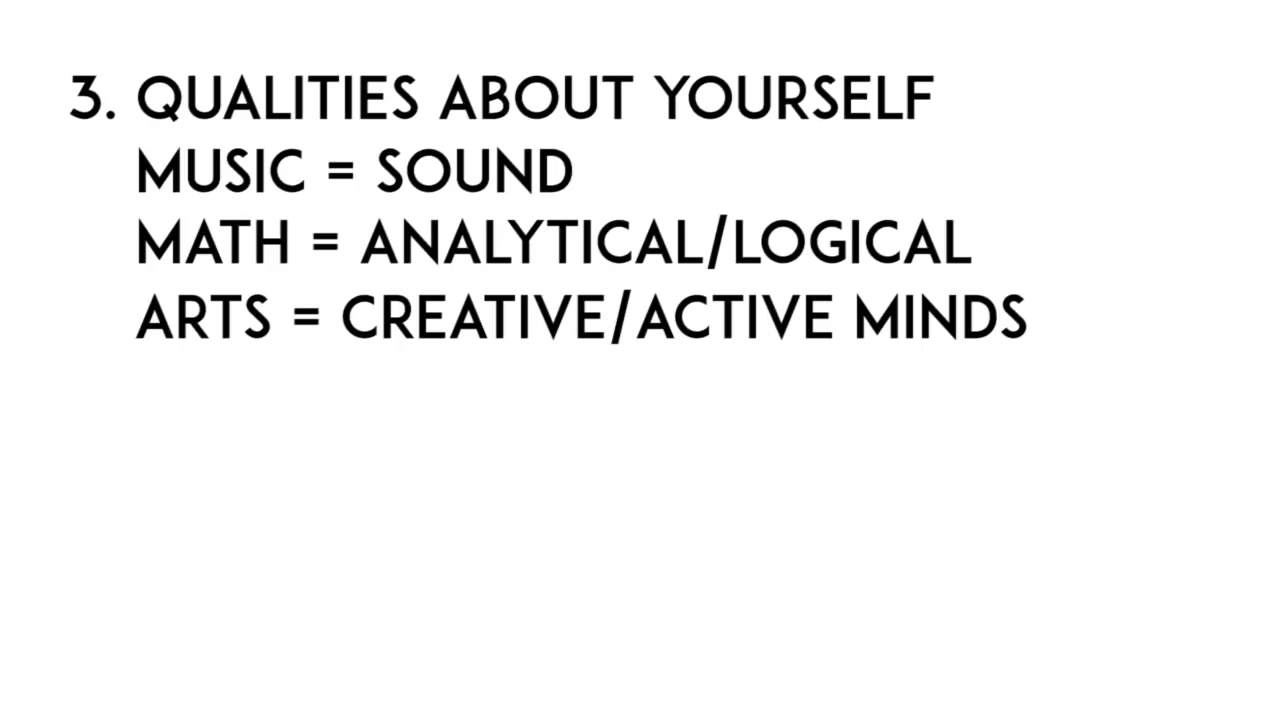 3. QUALITIES ABOUT YOURSELF
MUSIC = SOUND
MATH = ANALYTICAL/LOGICAL
ARTS = CREATIVE/ACTIVE MINDS